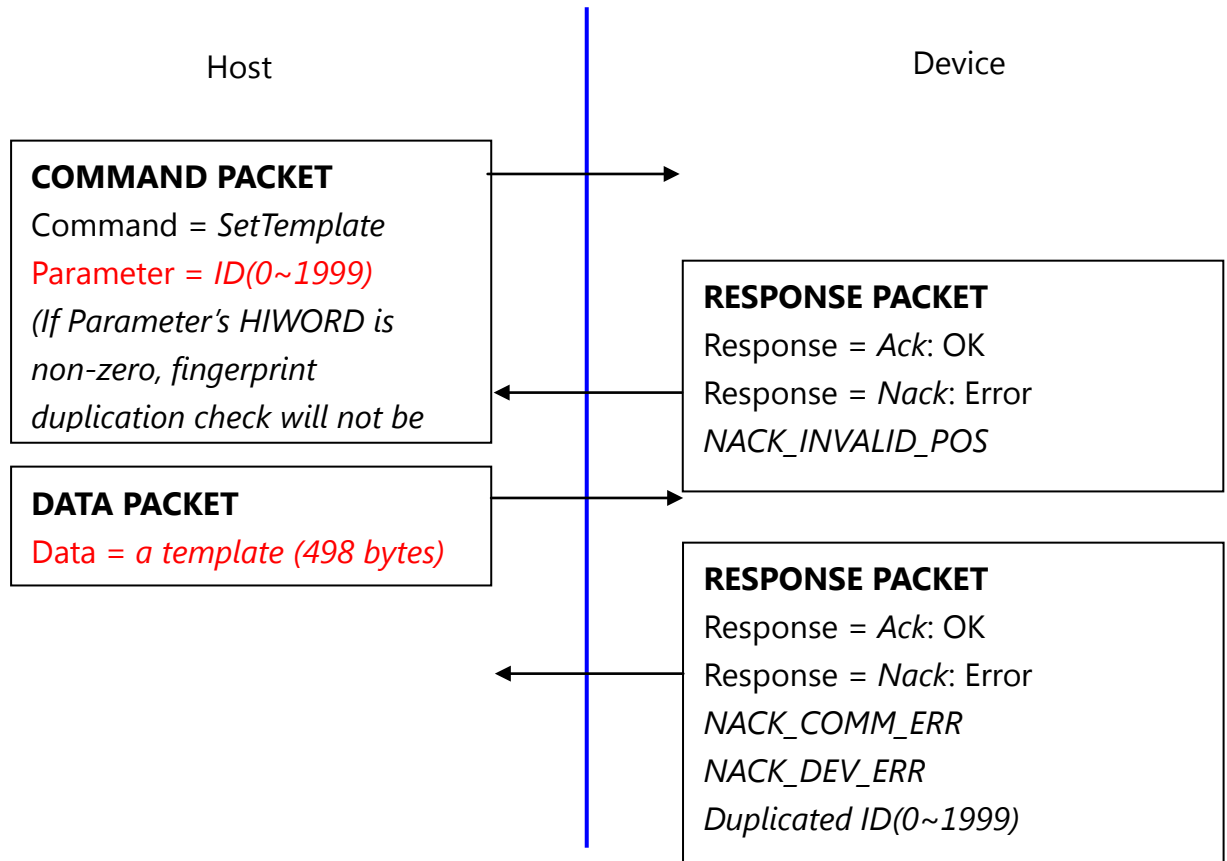 Host
Device
COMMAND PACKET
Command = SetTemplate
Parameter = ID(0~1999)
(If Parameter’s HIWORD is
non-zero, fingerprint
duplication check will not be
RESPONSE PACKET
Response = Ack: OK
Response = Nack: Error
NACK_INVALID_POS
DATA PACKET
Data = a template (498 bytes)
RESPONSE PACKET
Response = Ack: OK
Response = Nack: Error
NACK_COMM_ERR
NACK_DEV_ERR
Duplicated ID(0~1999)